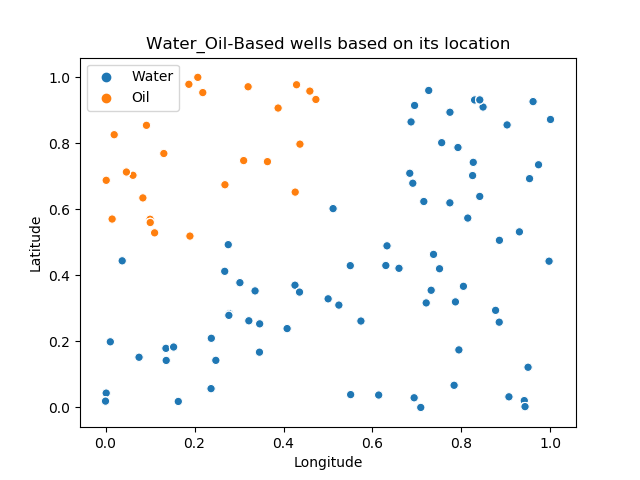 Water_Oil-Based wells based on its location
Water
Oil
1.0
0.8
0.6
0.4
0.2
0.0
Latitude
0.0 0.2 0.4 0.6 0.8 1.0
Longitude